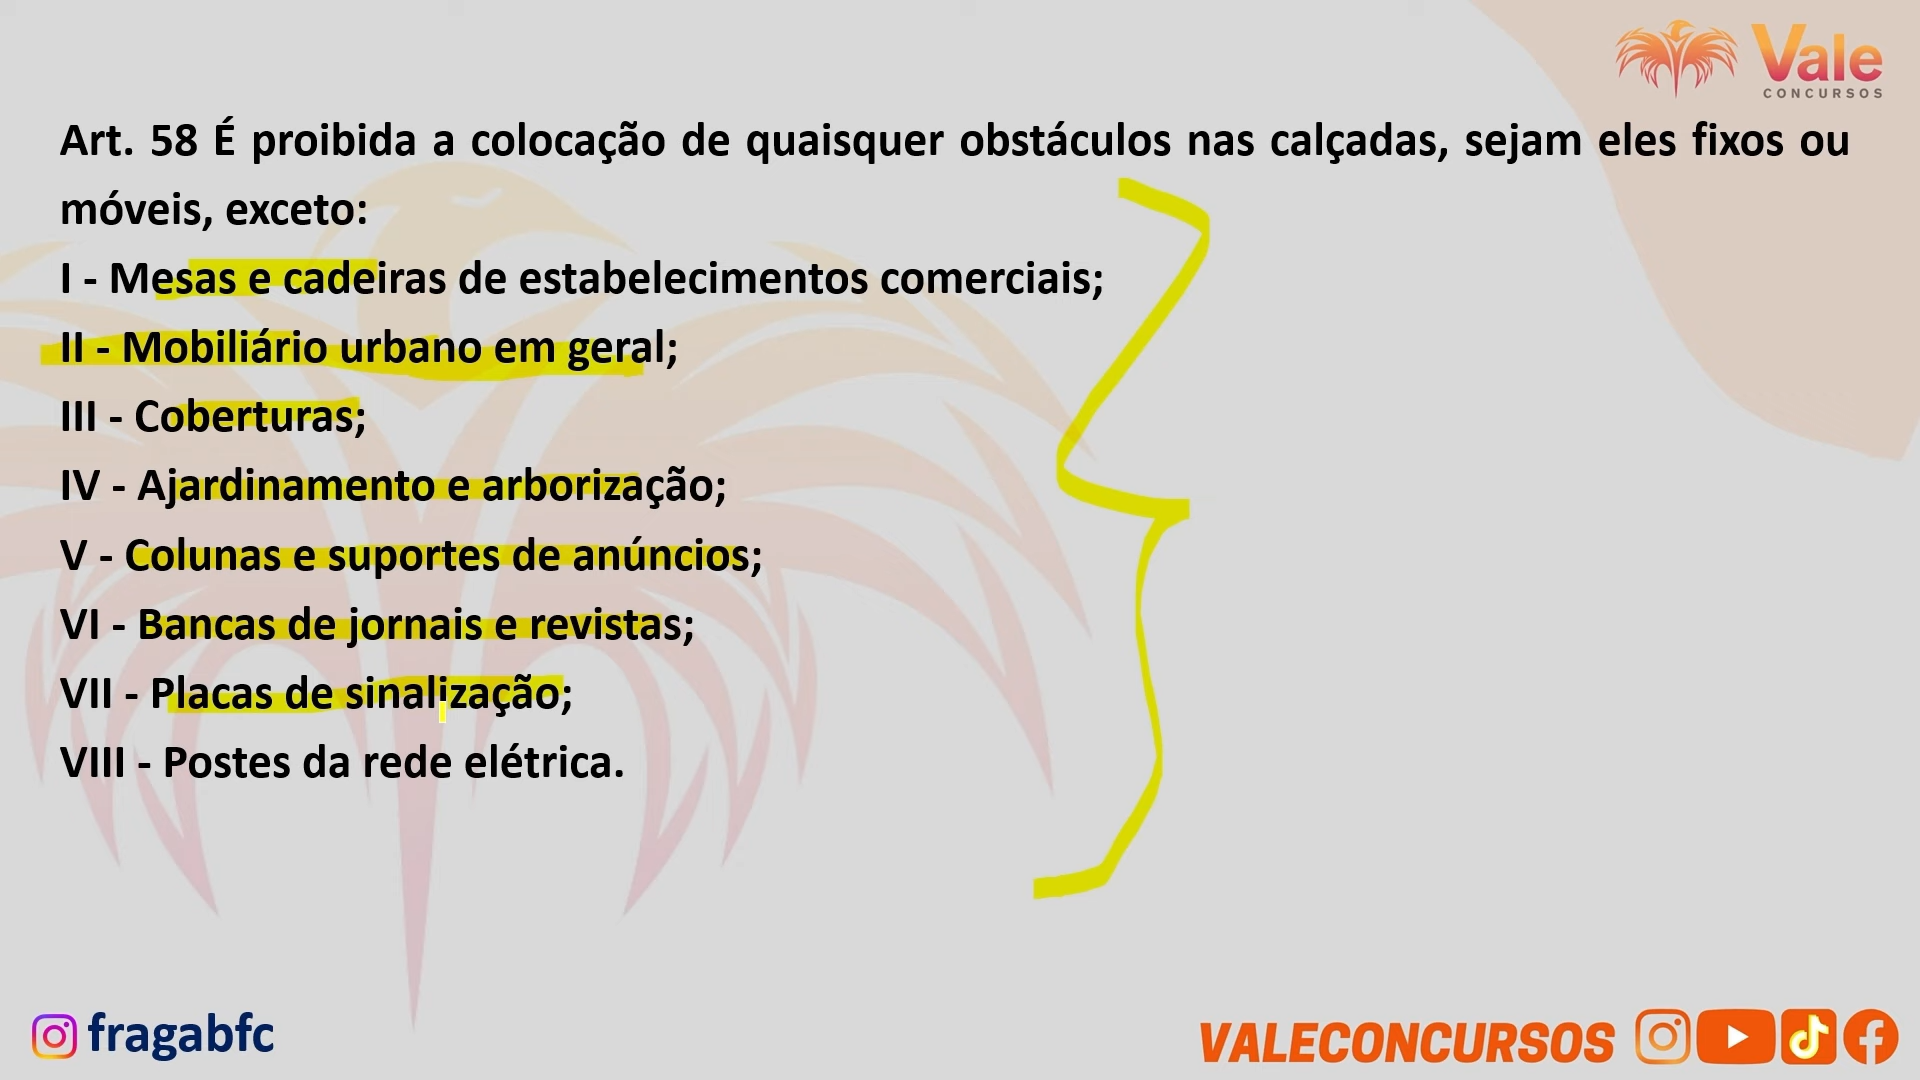 Vale
CONCURSOS
Art. 58 É proibida a colocação de quaisquer obstáculos nas calçadas, sejam eles fixos ou
móveis, exceto:
I - Mesas e cadeiras de estabelecimentos comerciais;
II - Mobiliário urbano em geral;
III - Coberturas;
IV - Ajardinamento e arborização;
V - Colunas e suportes de anúncios;
VI - Bancas de jornais e revistas;
VII - Placas de sinalização;
VIII - Postes da rede elétrica.
fragabfc
VALECONCURSOS